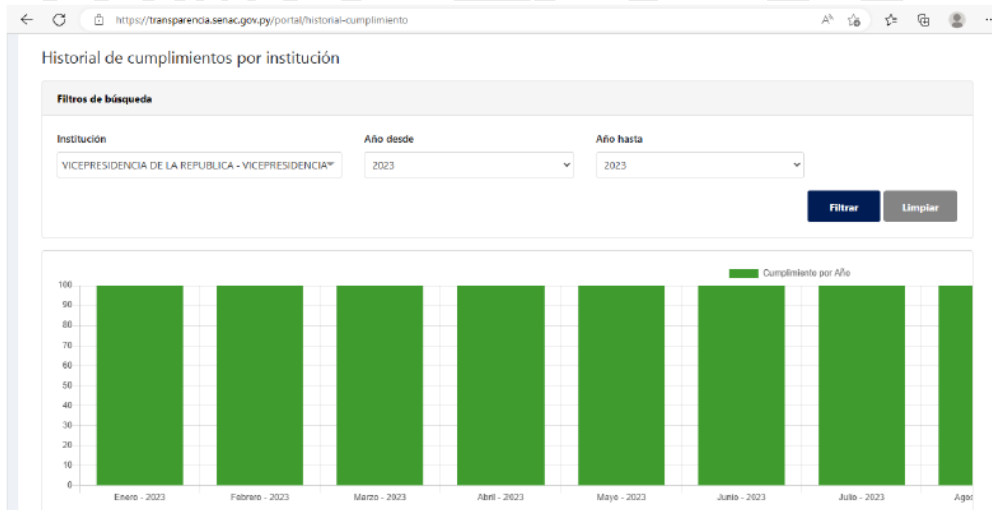 https://transparencia.senac.gov.py/portal/historial-cumplimiento
Historial de cumplimientos por institución
Filtros de búsqueda
Institución
Año desde
Año hasta
VICEPRESIDENCIA DE LA REPUBLICA - VICEPRESIDENCIA
2023
2023
Filtrar
Limpiar
Cumplimiento por Año
100
90
80
70
60
50
40
30
20
10
0
Enero - 2023
Febrero - 2023
Marzo - 2023
Abril - 2023
Mayo - 2023
Junio - 2023
Julio - 2023
Agos